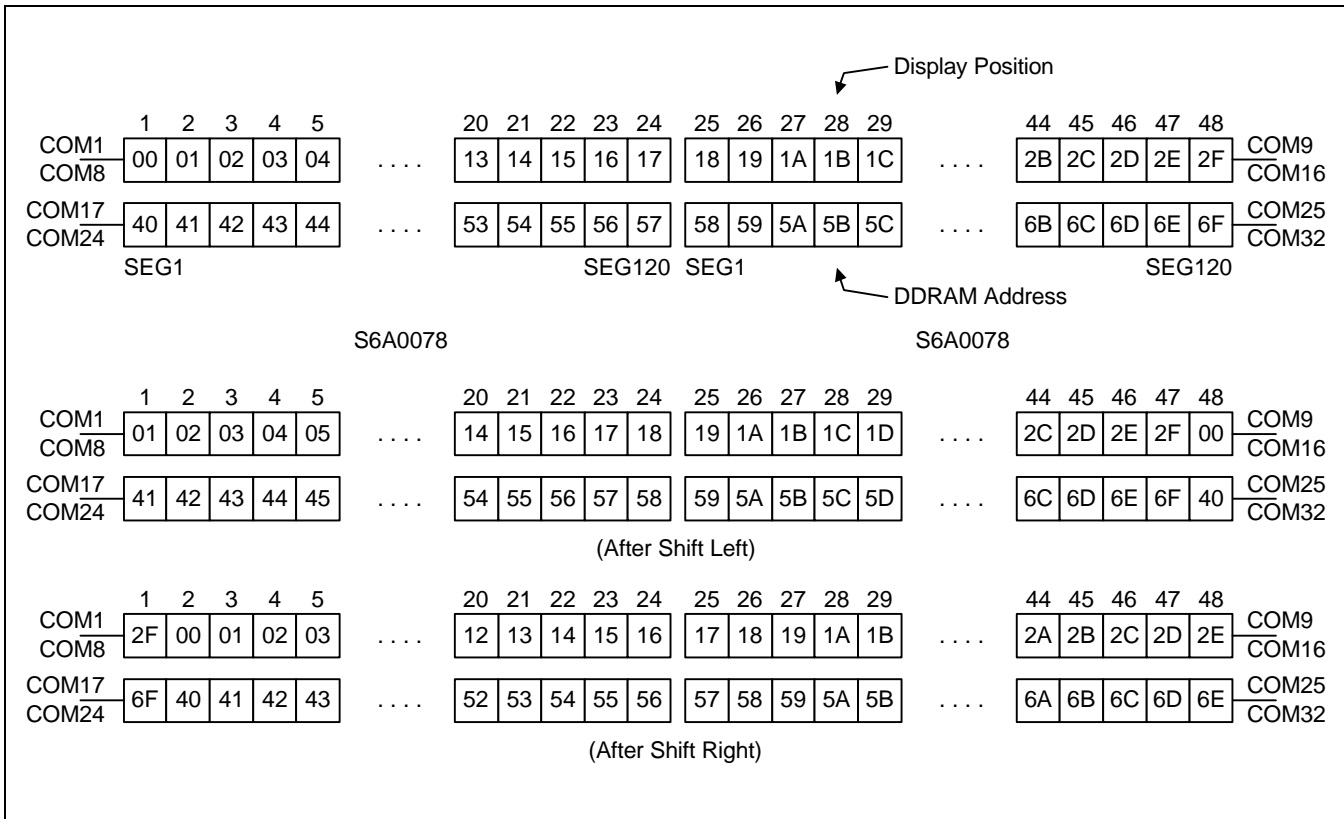 Display Position
1 2 3 4 5 20 21 22 23 24 25 26 27 28 29 44 45 46 47 48
COM1 COM9
00 01 02 03 04 . . . . 13 14 15 16 17 18 19 1A 1B 1C . . . . 2B 2C 2D 2E 2F
COM8 COM16
COM17 COM25
40 41 42 43 44 . . . . 53 54 55 56 57 58 59 5A 5B 5C . . . . 6B 6C 6D 6E 6F
COM24 COM32
SEG1 SEG120 SEG1 SEG120
DDRAM Address
S6A0078 S6A0078
1 2 3 4 5 20 21 22 23 24 25 26 27 28 29 44 45 46 47 48
COM1 COM9
01 02 03 04 05 . . . . 14 15 16 17 18 19 1A 1B 1C 1D . . . . 2C 2D 2E 2F 00
COM8 COM16
COM17 COM25
41 42 43 44 45 . . . . 54 55 56 57 58 59 5A 5B 5C 5D . . . . 6C 6D 6E 6F 40
COM24 COM32
(After Shift Left)
1 2 3 4 5 20 21 22 23 24 25 26 27 28 29 44 45 46 47 48
COM1 COM9
2F 00 01 02 03 . . . . 12 13 14 15 16 17 18 19 1A 1B . . . . 2A 2B 2C 2D 2E
COM8 COM16
COM17 COM25
6F 40 41 42 43 . . . . 52 53 54 55 56 57 58 59 5A 5B . . . . 6A 6B 6C 6D 6E
COM24 COM32
(After Shift Right)